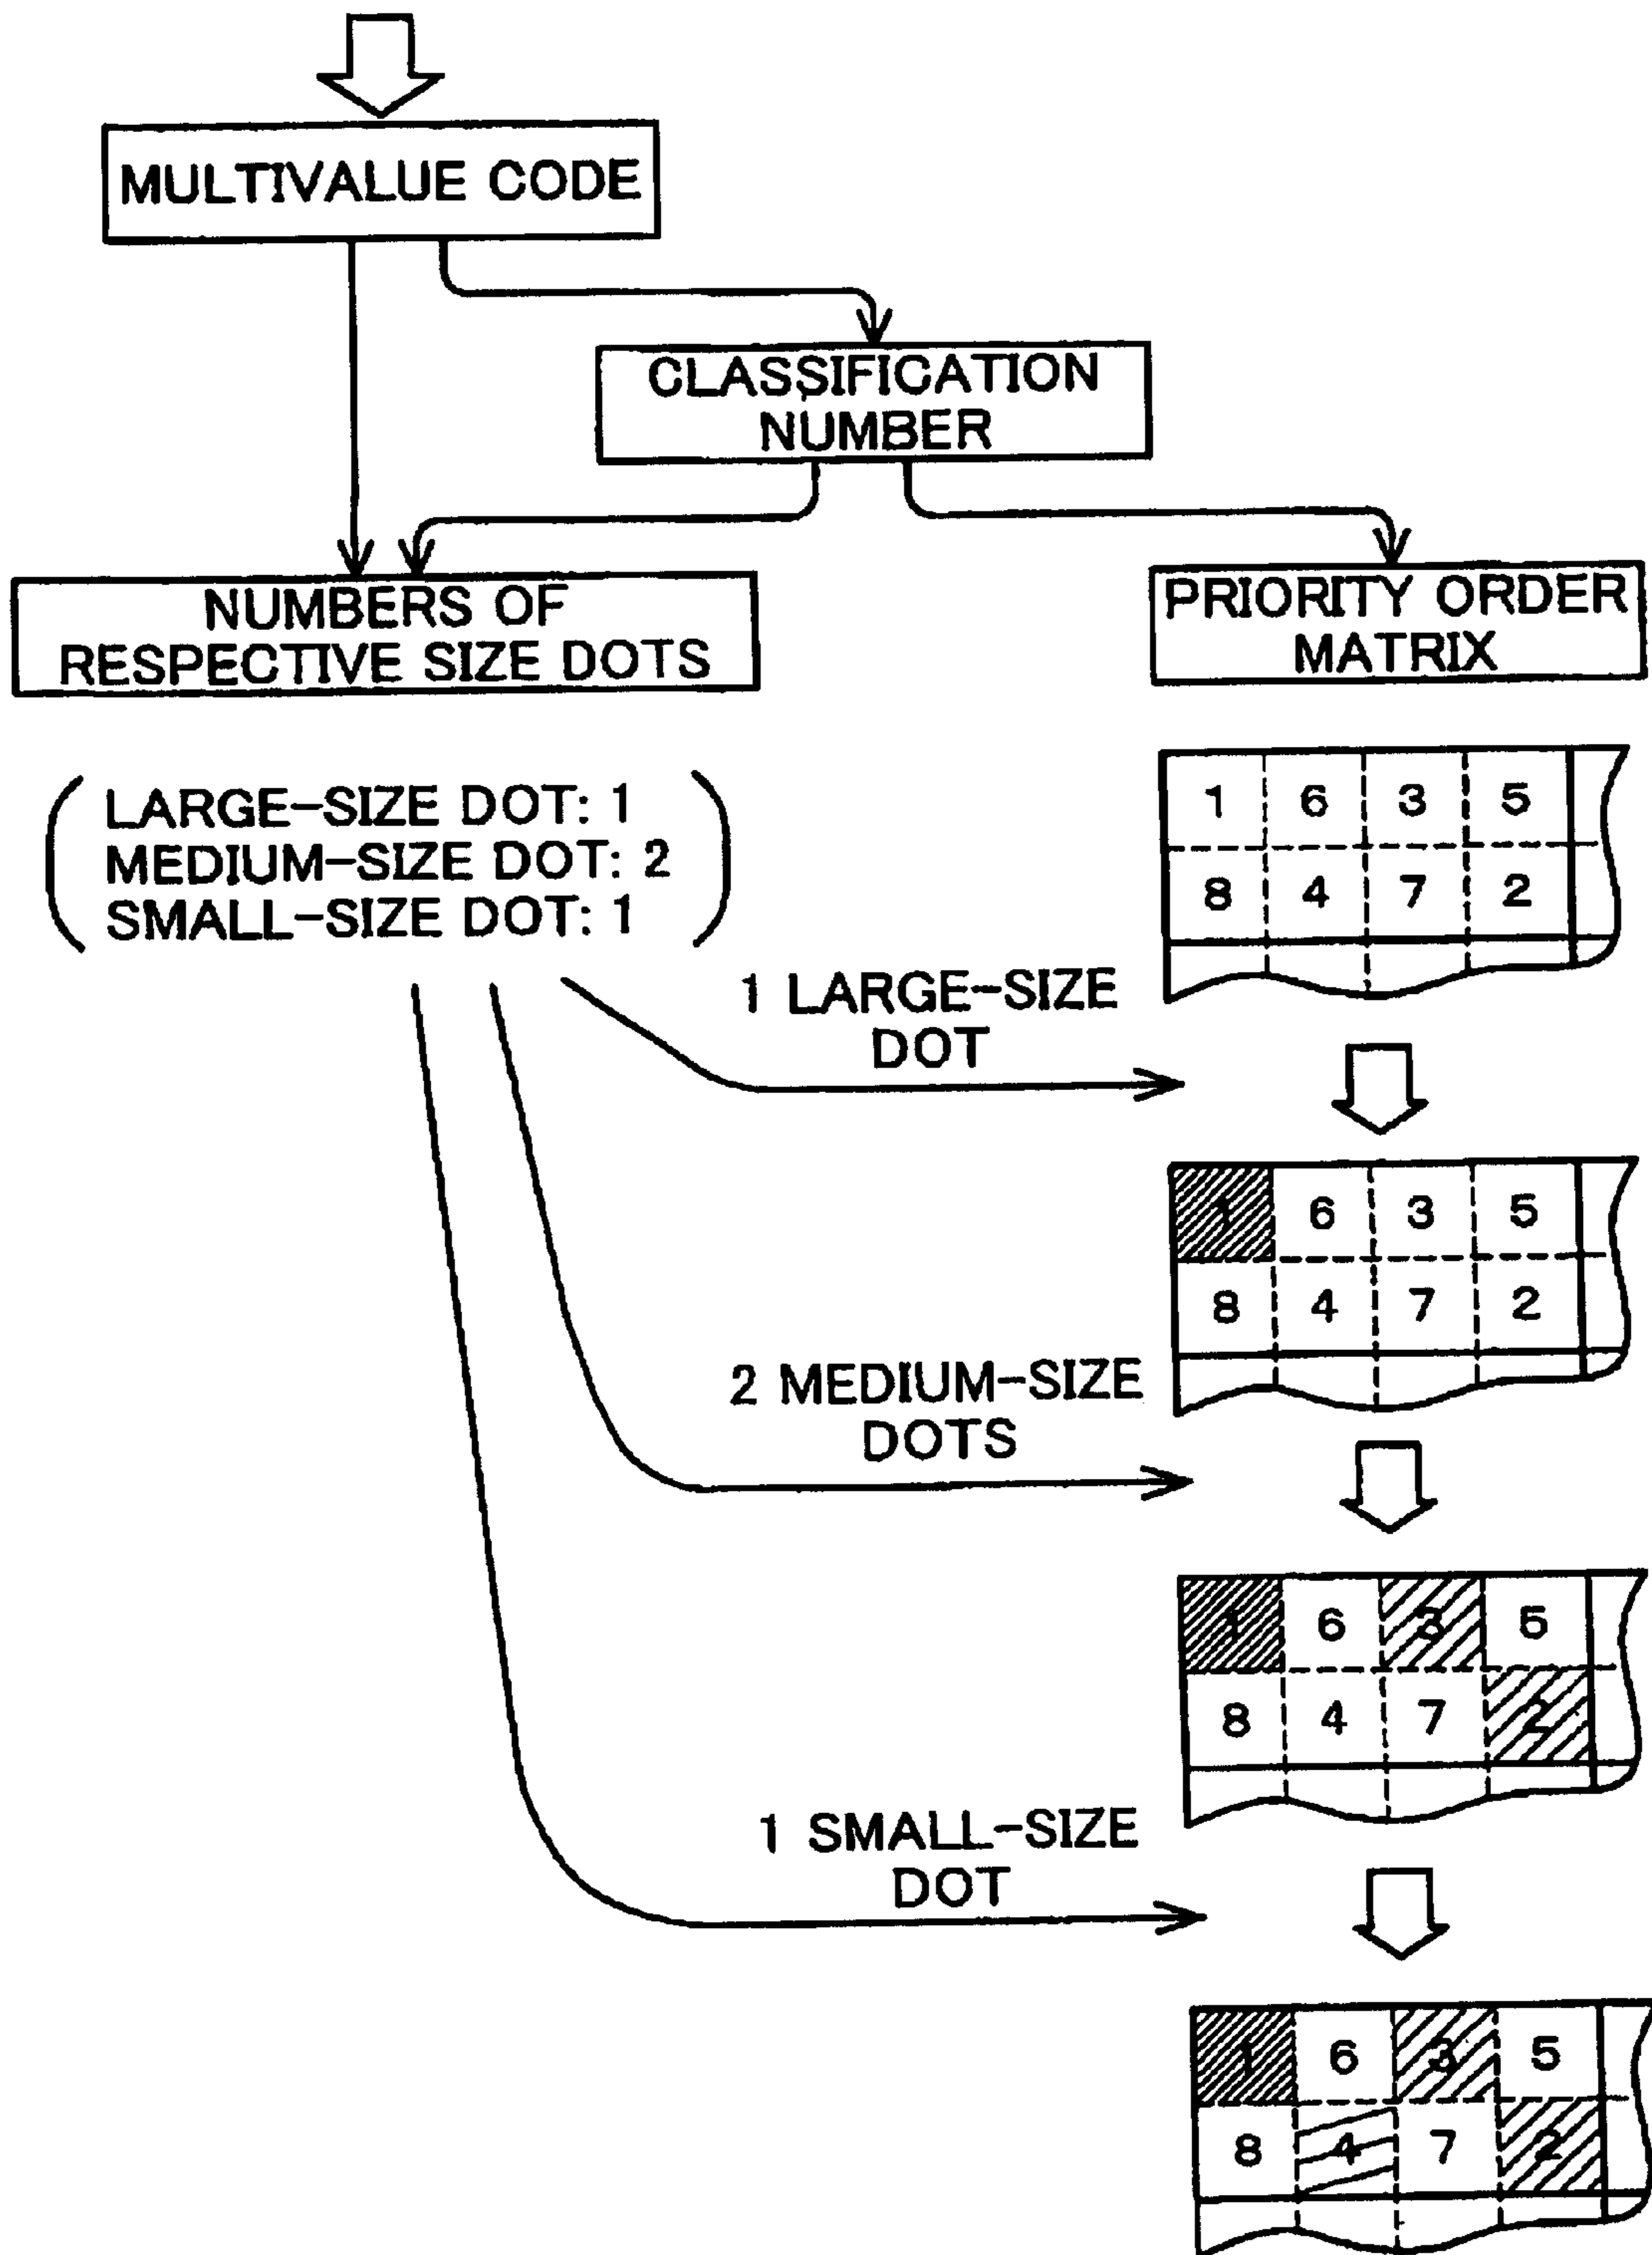 MULTIVALUE CODE
CLASSIFICATION
NUMBER
NUMBERS OF
RESPECTIVE SIZE DOTS
PRIORITY ORDER
MATRIX
LARGE-SIZE DOT: 1
MEDIUM-SIZE DOT: 2
SMALL-SIZE DOT: 1
1 6 3 5
8 4 7 2
1 LARGE-SIZE
DOT
1 6 3 5
8 4 7 2
2 MEDIUM-SIZE
DOTS
1 6 3 5
8 4 7 2
1 SMALL-SIZE
DOT
1 6 3 5
8 4 7 2